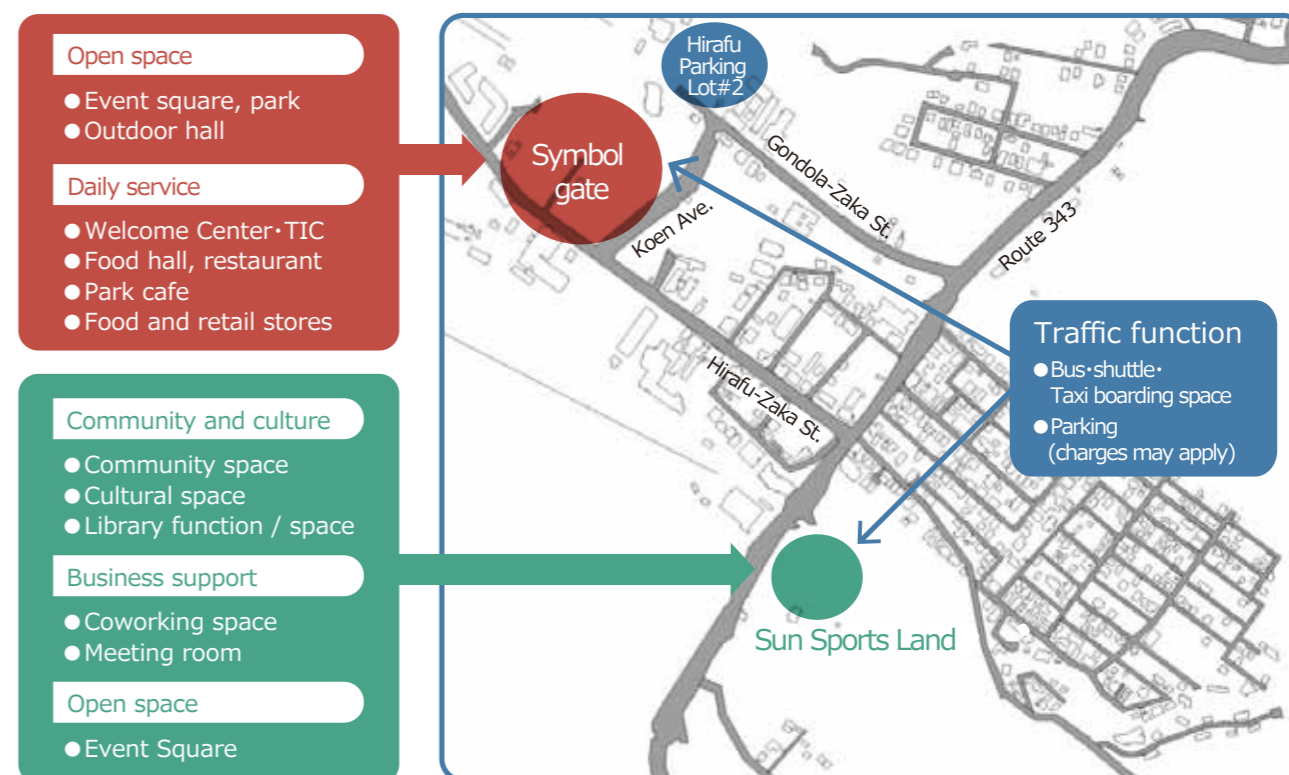 Open space
●Event square, park
●Outdoor hall
Daily service
●Welcome Center・TIC
●Food hall, restaurant
●Park cafe
●Food and retail stores
Community and culture
●Community space
●Cultural space
●Library function / space
Business support
●Coworking space
●Meeting room
Open space
●Event Square
Hirafu
Parking
Lot#2
Symbol
gate
Gondola-Zaka St.
Koen Ave.
Route 343
Hirafu-Zaka St.
Traffic function
●Bus・shuttle・
Taxi boarding space
●Parking
(charges may apply)
Sun Sports Land